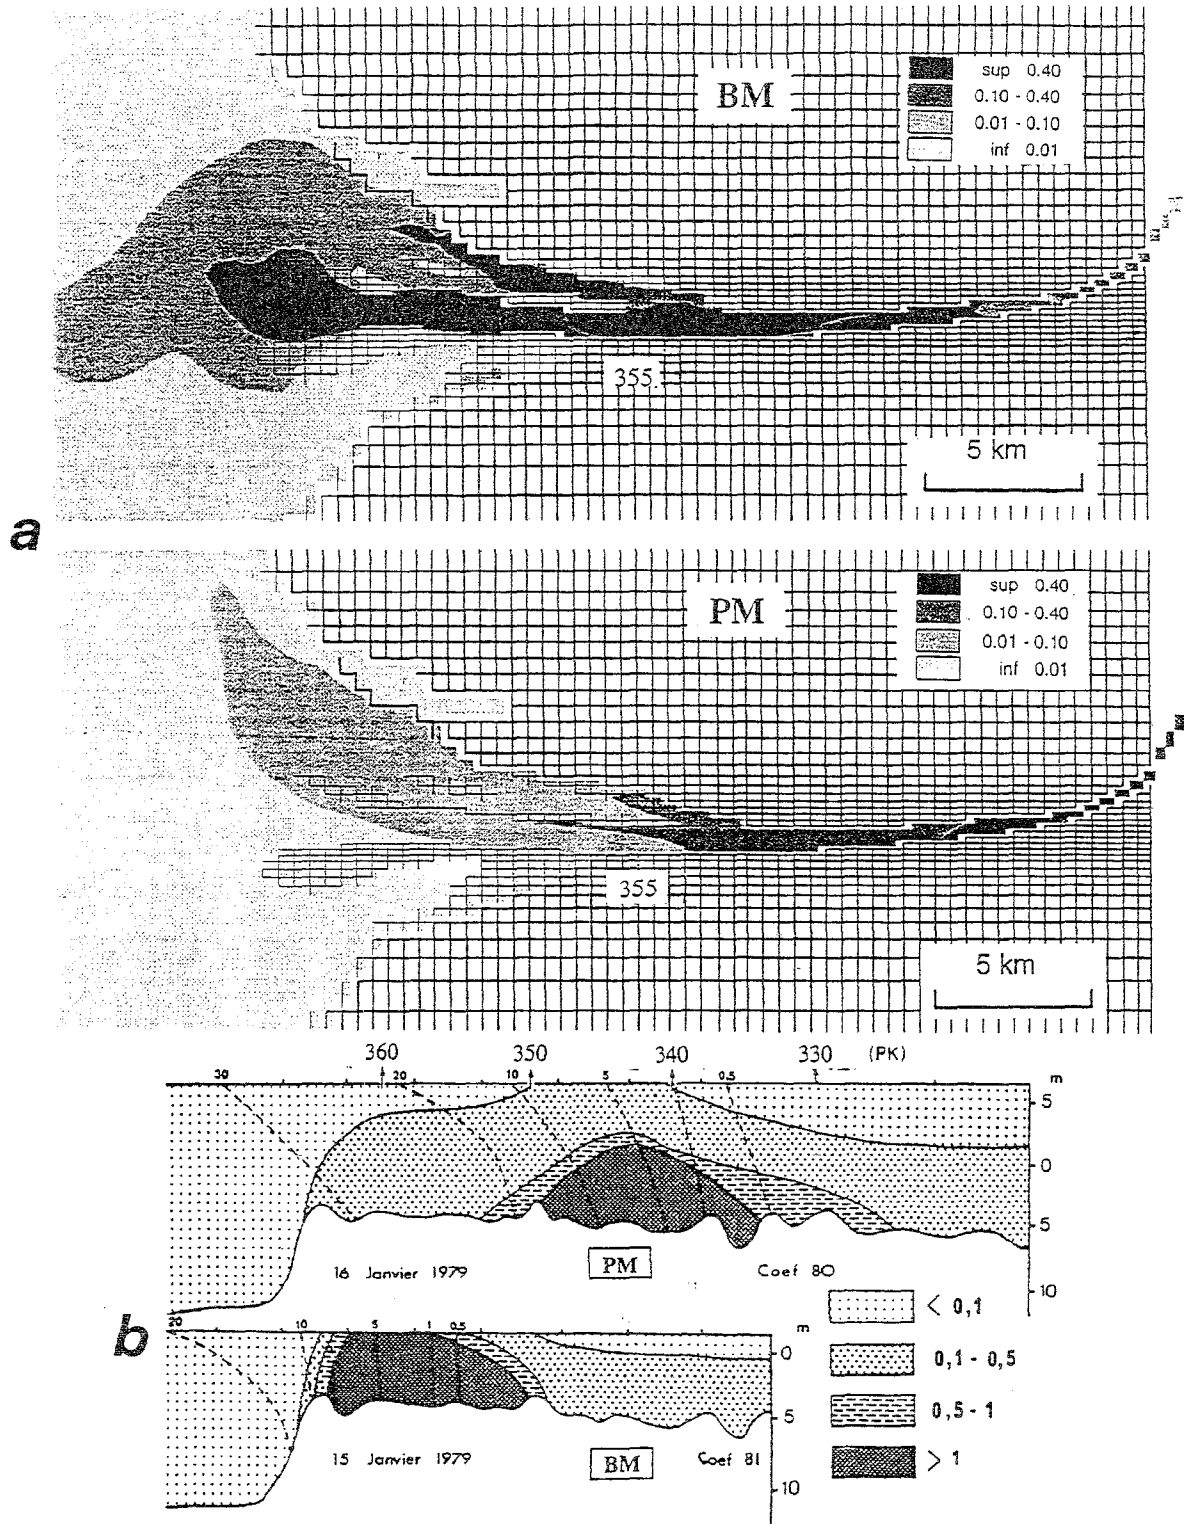 BM
sup 0.40
0.10 - 0.40
0.01 - 0.10
inf 0.01
355
5 km
a
PM
sup 0.40
0.10 - 0.40
0.01 - 0.10
inf 0.01
355
5 km
360 350 340 330 (PK)
30 20 10 5 0,5 m
5
0
5
10
16 Janvier 1979 PM Coef 80
b
20 10 5 1 0,5 m
0
5
10
15 Janvier 1979 BM Coef 81
< 0,1
0,1 - 0,5
0,5 - 1
> 1